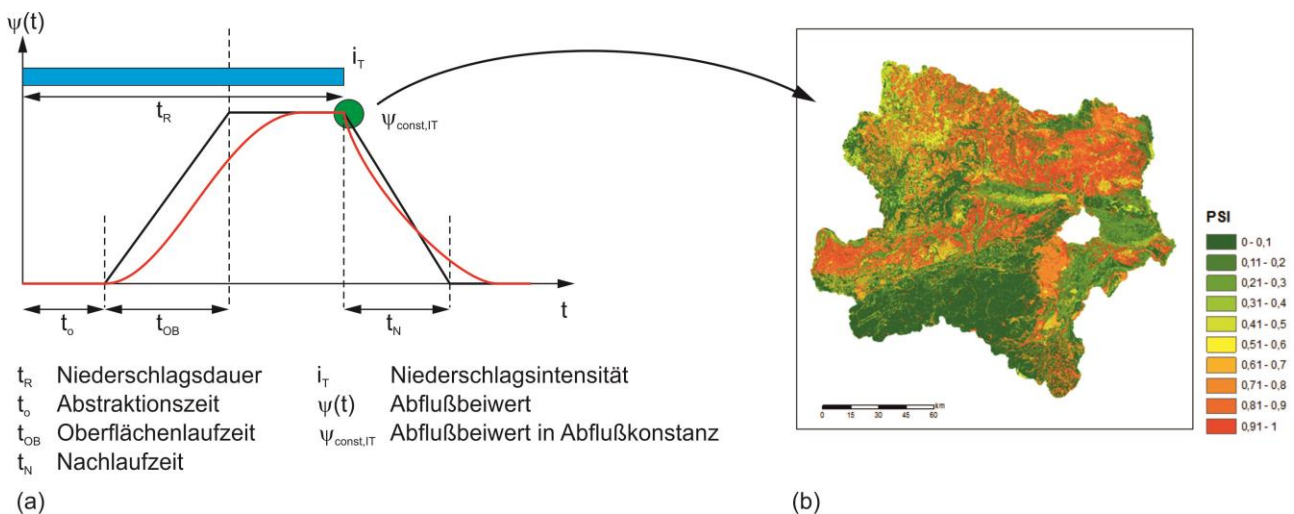 ψ(t)
i_T
t_R
ψ_const,IT
t
t_o
t_OB
t_N
t_R Niederschlagsdauer
t_o Abstraktionszeit
t_OB Oberflächenlaufzeit
t_N Nachlaufzeit
i_T Niederschlagsintensität
ψ(t) Abflußbeiwert
ψ_const,IT Abflußbeiwert in Abflußkonstanz
(a)
km
0 15 30 45 60
PSI
0 - 0,1
0,11 - 0,2
0,21 - 0,3
0,31 - 0,4
0,41 - 0,5
0,51 - 0,6
0,61 - 0,7
0,71 - 0,8
0,81 - 0,9
0,91 - 1
(b)